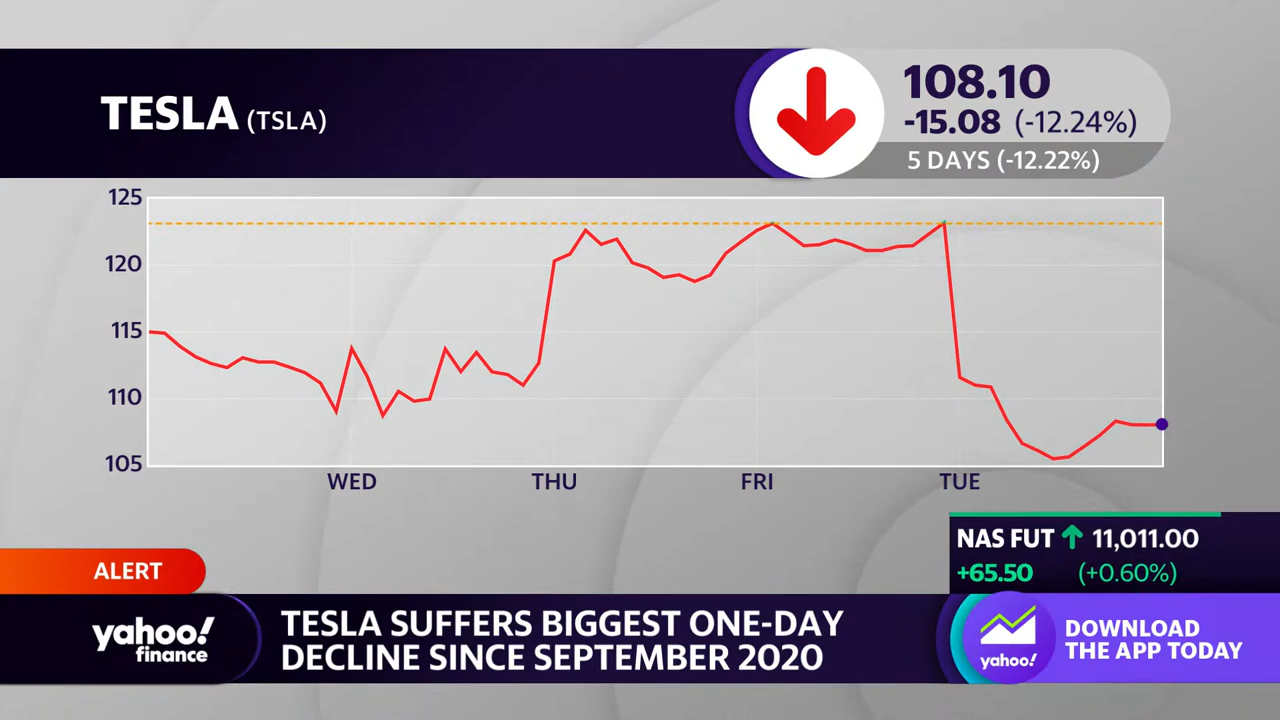 TESLA (TSLA)
108.10
-15.08 (-12.24%)
5 DAYS (-12.22%)
125
120
115
110
105
WED THU FRI TUE
NAS FUT 11,011.00
+65.50 (+0.60%)
ALERT
yahoo!
finance
TESLA SUFFERS BIGGEST ONE-DAY
DECLINE SINCE SEPTEMBER 2020
yahoo!
DOWNLOAD
THE APP TODAY